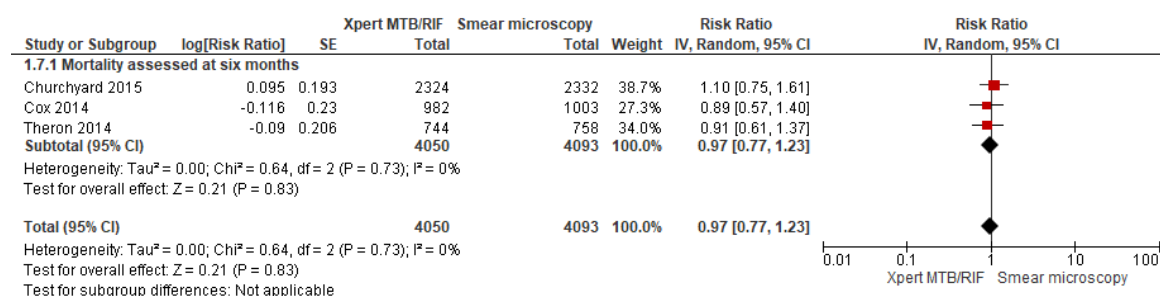 Xpert MTB/RIF Smear microscopy Risk Ratio Risk Ratio
Study or Subgroup log[Risk Ratio] SE Total Total Weight IV, Random, 95% CI IV, Random, 95% CI
1.7.1 Mortality assessed at six months
Churchyard 2015 0.095 0.193 2324 2332 38.7% 1.10 [0.75, 1.61]
Cox 2014 -0.116 0.23 982 1003 27.3% 0.89 [0.57, 1.40]
Theron 2014 -0.09 0.206 744 758 34.0% 0.91 [0.61, 1.37]
Subtotal (95% CI) 4050 4093 100.0% 0.97 [0.77, 1.23]
Heterogeneity: Tau² = 0.00; Chi² = 0.64, df = 2 (P = 0.73); I² = 0%
Test for overall effect: Z = 0.21 (P = 0.83)
Total (95% CI) 4050 4093 100.0% 0.97 [0.77, 1.23]
Heterogeneity: Tau² = 0.00; Chi² = 0.64, df = 2 (P = 0.73); I² = 0%
Test for overall effect: Z = 0.21 (P = 0.83)
Test for subgroup differences: Not applicable
0.01 0.1 1 10 100
Xpert MTB/RIF Smear microscopy